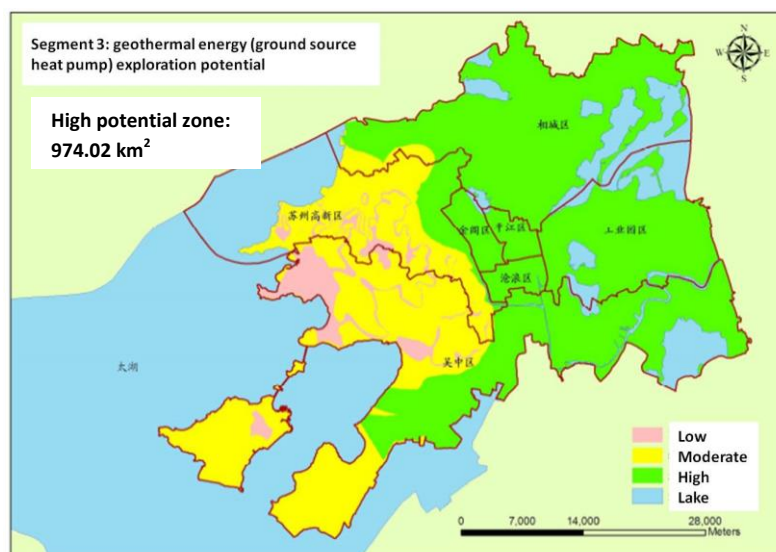 Segment 3: geothermal energy (ground source
heat pump) exploration potential
N
W E
S
High potential zone:
974.02 km²
相城区
苏州高新区
金阊区
平江区
工业园区
沧浪区
太湖
吴中区
Low
Moderate
High
Lake
0 7,000 14,000 28,000
Meters